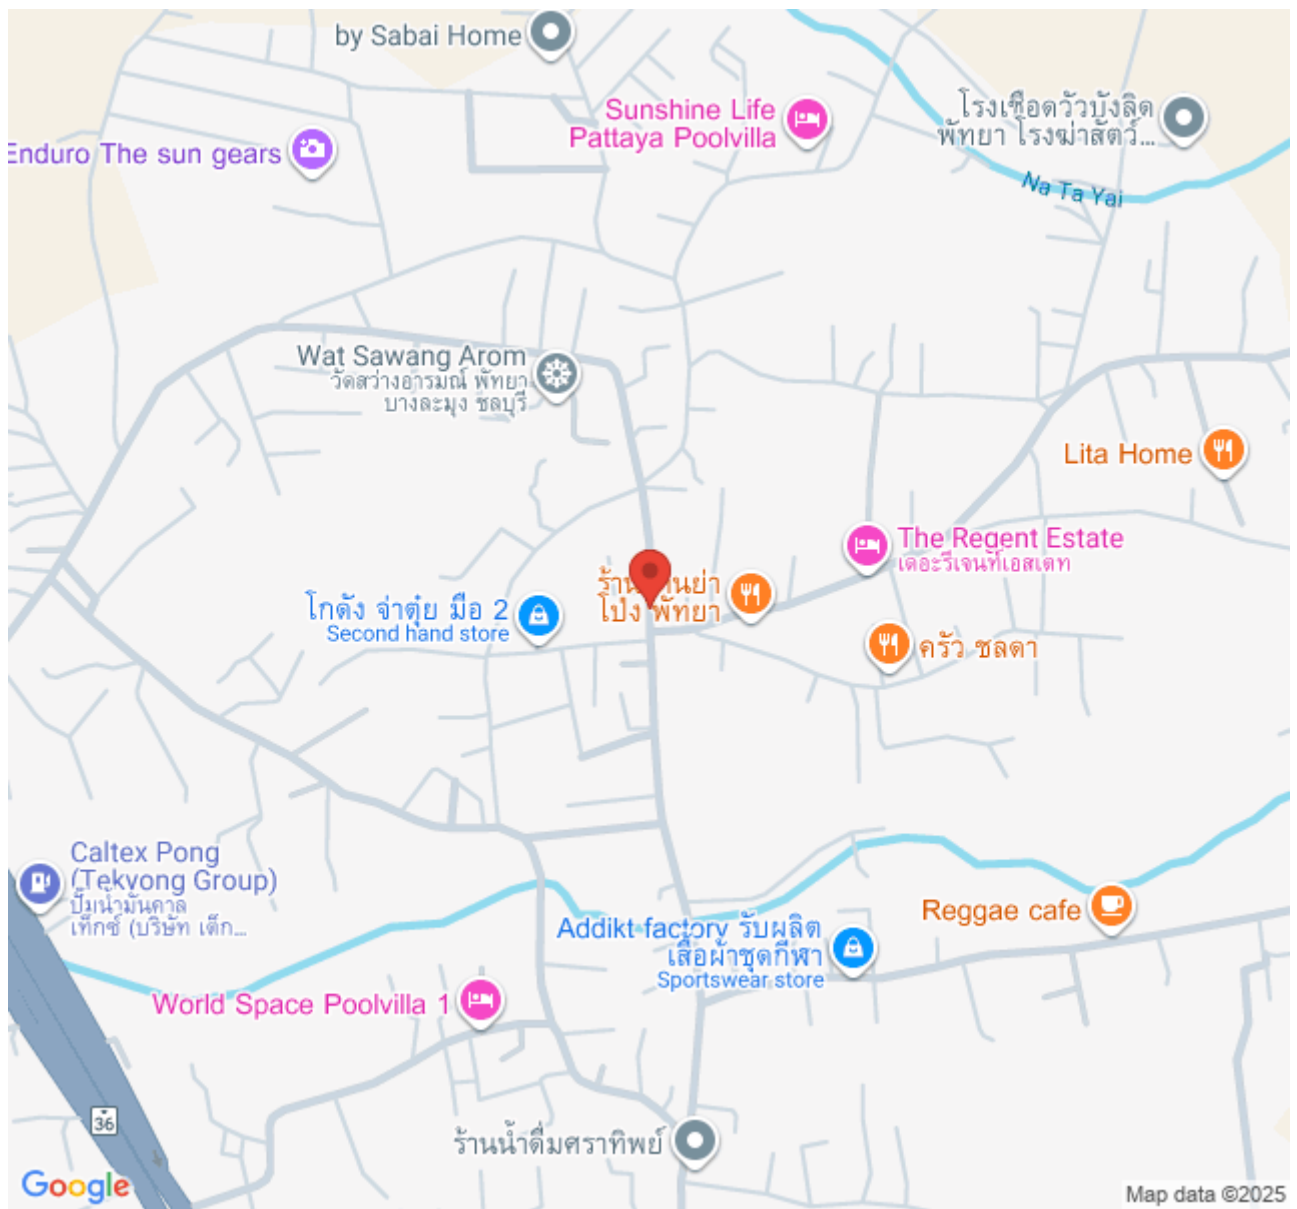 by Sabai Home
Sunshine Life
Pattaya Poolvilla
โรงเชือดวัวบังลิด
พัทยา โรงฆ่าสัตว์...
Enduro The sun gears
Na Ta Yai
Wat Sawang Arom
วัดสว่างอารมณ์ พัทยา
บางละมุง ชลบุรี
Lita Home
The Regent Estate
เดอะรีเจนท์เอสเตท
โป่ง พัทยา
โกดัง จ่าตุ๋ย มือ 2
Second hand store
ครัว ชลดา
Caltex Pong
(Tekvong Group)
ปั๊มน้ำมันคาล
เท็กซ์ (บริษัท เต็ก...
Reggae cafe
Addikt factory รับผลิต
เสื้อผ้าชุดกีฬา
Sportswear store
World Space Poolvilla 1
36
ร้านน้ำดื่มศราทิพย์
Google
Map data ©2025